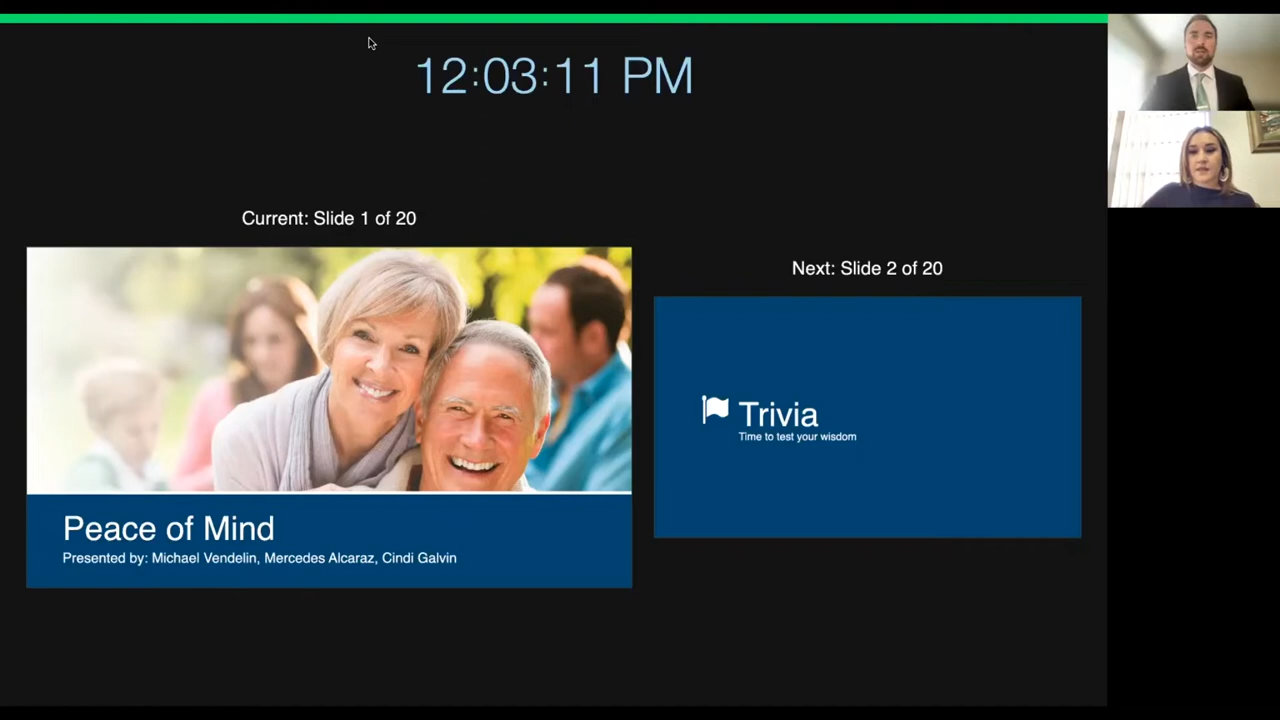 12:03:11 PM
Current: Slide 1 of 20
Next: Slide 2 of 20
Trivia
Time to test your wisdom
Peace of Mind
Presented by: Michael Vendelin, Mercedes Alcaraz, Cindi Galvin